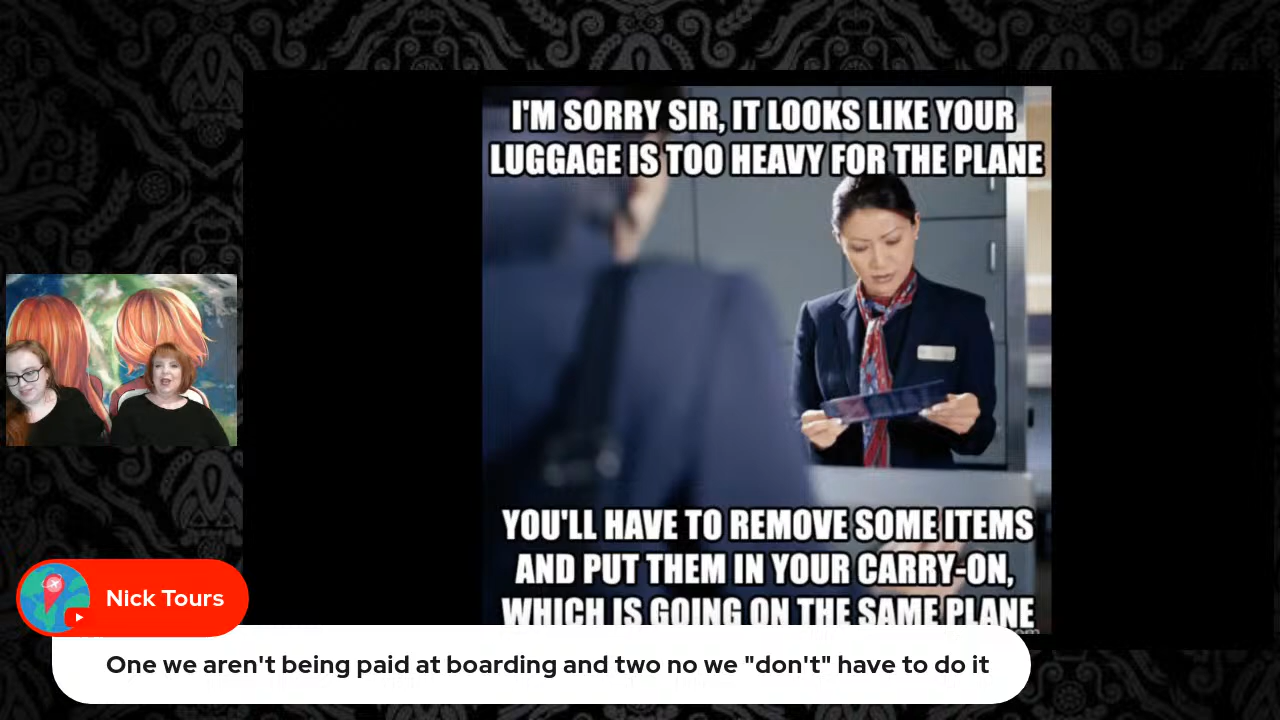 I'M SORRY SIR, IT LOOKS LIKE YOUR
LUGGAGE IS TOO HEAVY FOR THE PLANE
YOU'LL HAVE TO REMOVE SOME ITEMS
AND PUT THEM IN YOUR CARRY-ON,
WHICH IS GOING ON THE SAME PLANE
Nick Tours
One we aren't being paid at boarding and two no we "don't" have to do it